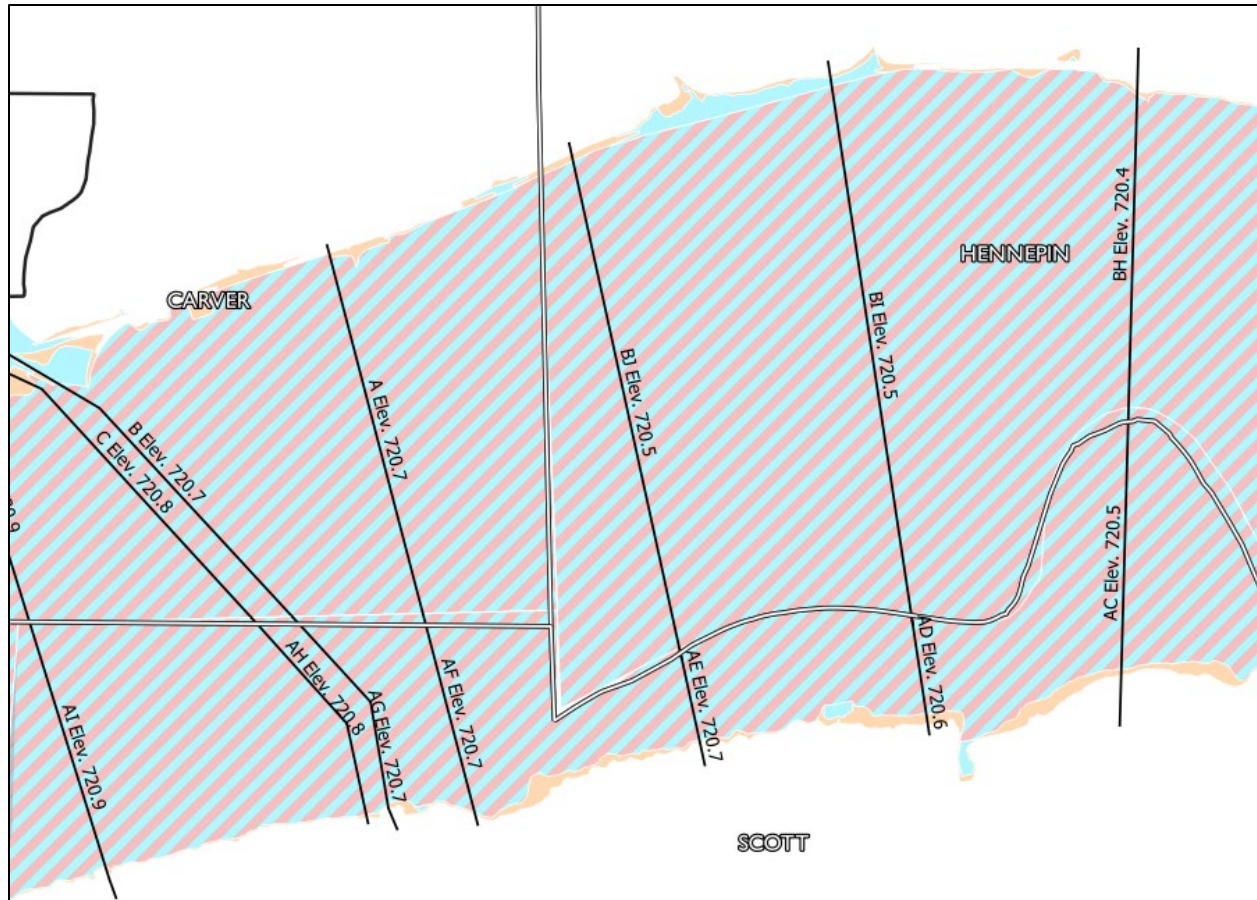 BH Elev. 720.4
HENNEPIN
CARVER
BI Elev. 720.5
BJ Elev. 720.5
A Elev. 720.7
B Elev. 720.7
C Elev. 720.8
AC Elev. 720.5
AD Elev. 720.6
AE Elev. 720.7
AF Elev. 720.7
AH Elev. 720.8
AG Elev. 720.7
AI Elev. 720.9
SCOTT